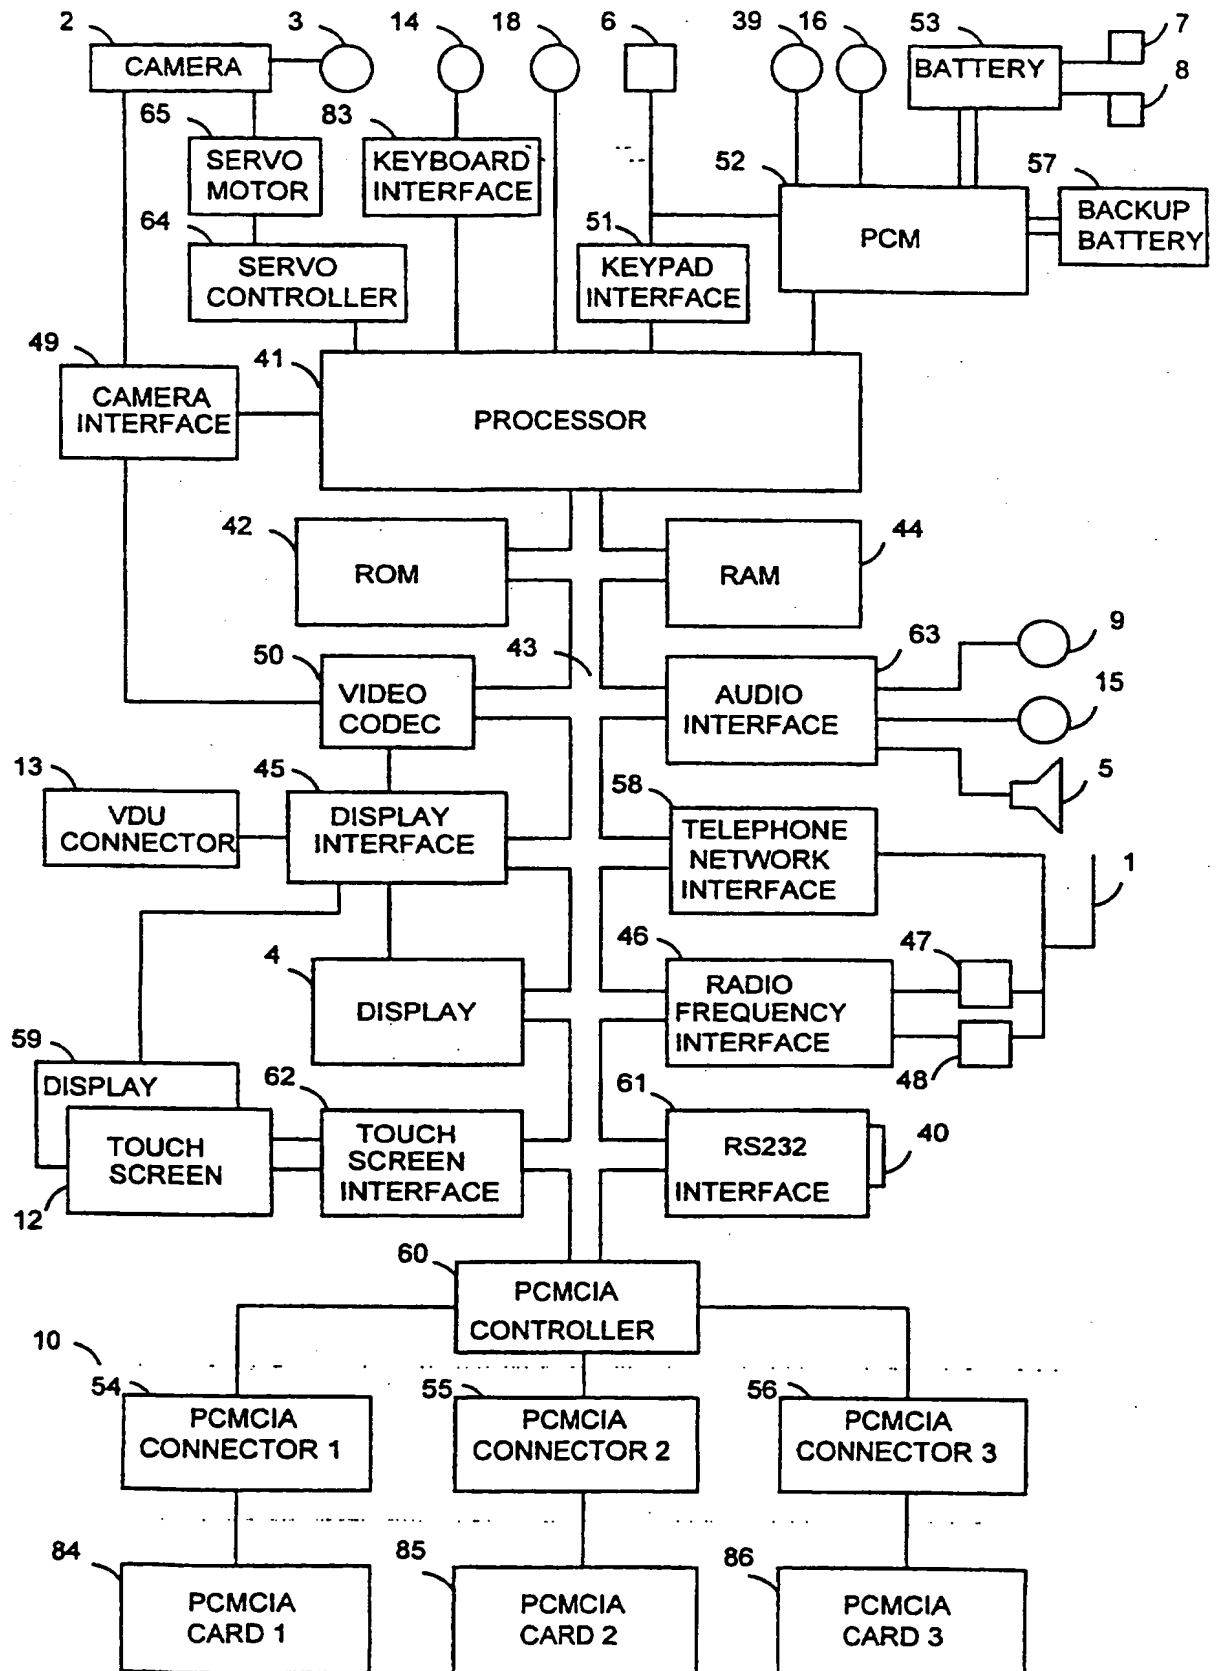 2 3 14 18 6 39 16 53 7
CAMERA
BATTERY
8
65 83
SERVO
MOTOR
KEYBOARD
INTERFACE
52 57
64 51
PCM
BACKUP
BATTERY
SERVO
CONTROLLER
KEYPAD
INTERFACE
49 41
CAMERA
INTERFACE
PROCESSOR
42 44
ROM
RAM
50 43 63 9
VIDEO
CODEC
AUDIO
INTERFACE
15
13 45 58 5
VDU
CONNECTOR
DISPLAY
INTERFACE
TELEPHONE
NETWORK
INTERFACE
1
4 46 47
DISPLAY
RADIO
FREQUENCY
INTERFACE
59 62 61 48
DISPLAY
TOUCH
SCREEN
TOUCH
SCREEN
INTERFACE
RS232
INTERFACE
40
12
60
PCMCIA
CONTROLLER
10
54 55 56
PCMCIA
CONNECTOR 1
PCMCIA
CONNECTOR 2
PCMCIA
CONNECTOR 3
84 85 86
PCMCIA
CARD 1
PCMCIA
CARD 2
PCMCIA
CARD 3